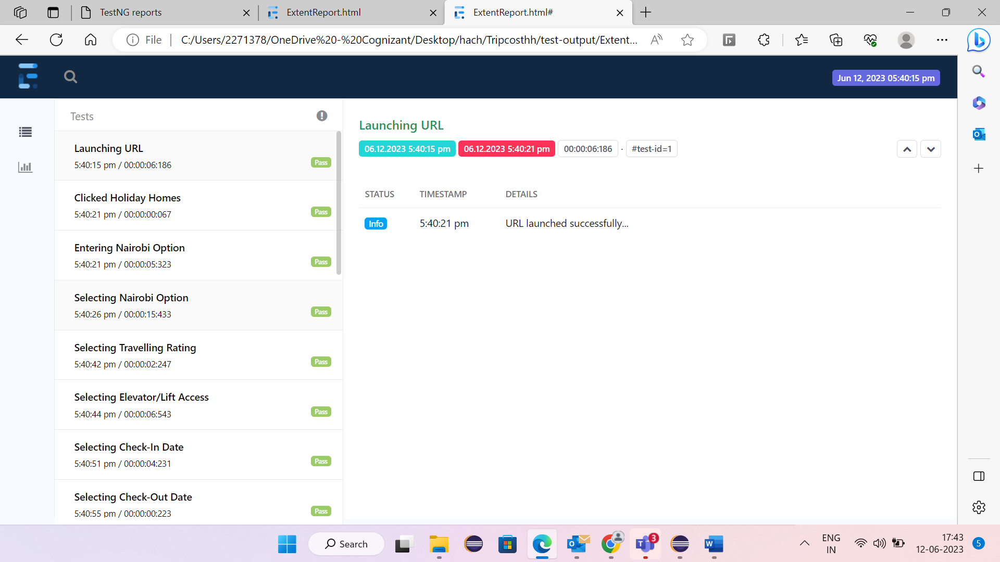 TestNG reports
ExtentReport.html
ExtentReport.html#
File
C:/Users/2271378/OneDrive%20-%20Cognizant/Desktop/hach/Tripcosthh/test-output/Extent...
Jun 12, 2023 05:40:15 pm
Tests
Launching URL
5:40:15 pm / 00:00:06:186
Pass
Clicked Holiday Homes
5:40:21 pm / 00:00:00:067
Pass
Entering Nairobi Option
5:40:21 pm / 00:00:05:323
Pass
Selecting Nairobi Option
5:40:26 pm / 00:00:15:433
Pass
Selecting Travelling Rating
5:40:42 pm / 00:00:02:247
Pass
Selecting Elevator/Lift Access
5:40:44 pm / 00:00:06:543
Pass
Selecting Check-In Date
5:40:51 pm / 00:00:04:231
Pass
Selecting Check-Out Date
5:40:55 pm / 00:00:00:223
Pass
Launching URL
06.12.2023 5:40:15 pm 06.12.2023 5:40:21 pm 00:00:06:186 · #test-id=1
STATUS TIMESTAMP DETAILS
Info 5:40:21 pm URL launched successfully...
Search
3
ENG
IN
17:43
12-06-2023
5